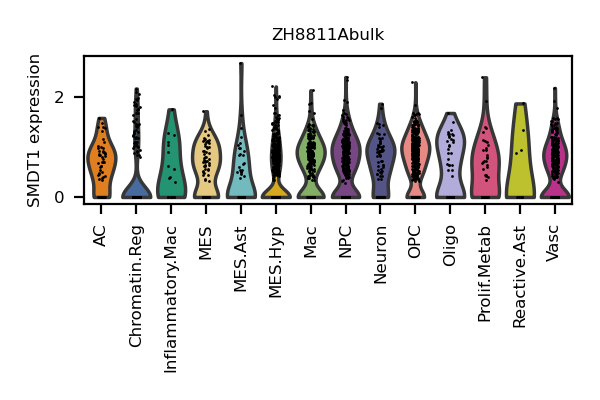 ZH8811Abulk
SMDT1 expression
2
0
AC
Chromatin.Reg
Inflammatory.Mac
MES
MES.Ast
MES.Hyp
Mac
NPC
Neuron
OPC
Oligo
Prolif.Metab
Reactive.Ast
Vasc